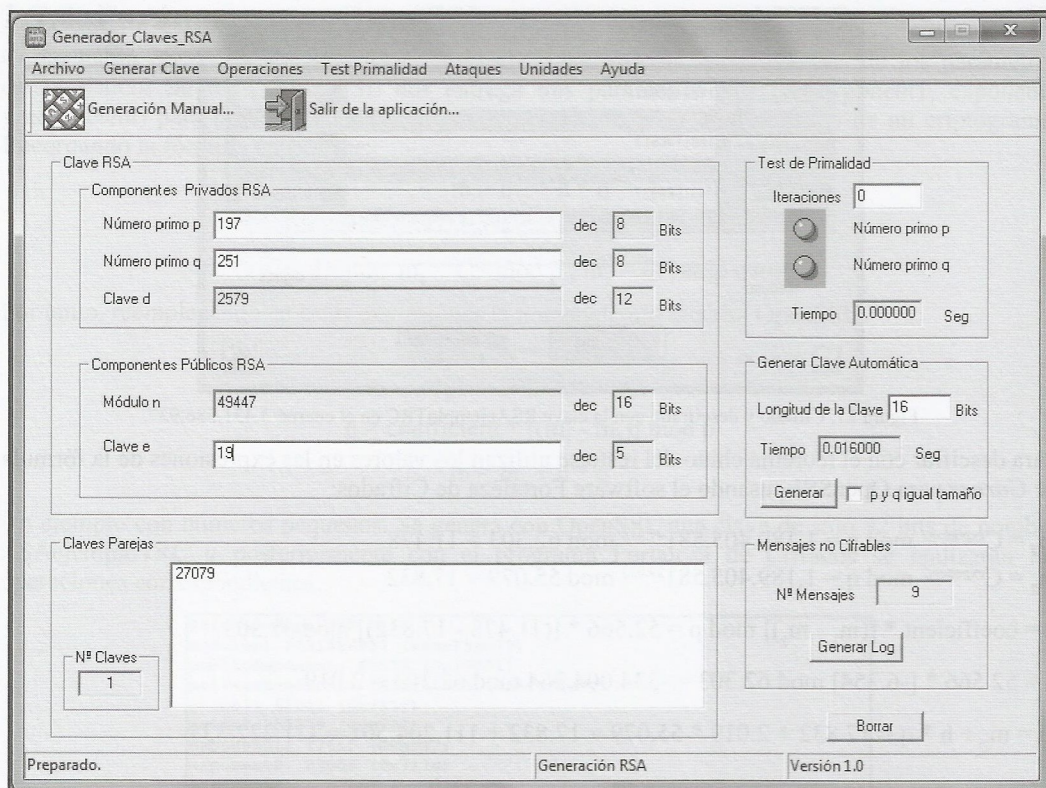 Generador_Claves_RSA
Archivo Generar Clave Operaciones Test Primalidad Ataques Unidades Ayuda
Generación Manual... Salir de la aplicación...
Clave RSA
Componentes Privados RSA
Número primo p 197 dec 8 Bits
Número primo q 251 dec 8 Bits
Clave d 2579 dec 12 Bits
Componentes Públicos RSA
Módulo n 49447 dec 16 Bits
Clave e 19 dec 5 Bits
Claves Parejas
27079
Nº Claves
1
Test de Primalidad
Iteraciones 0
Número primo p
Número primo q
Tiempo 0.000000 Seg
Generar Clave Automática
Longitud de la Clave 16 Bits
Tiempo 0.016000 Seg
Generar p y q igual tamaño
Mensajes no Cifrables
Nº Mensajes 9
Generar Log
Borrar
Preparado. Generación RSA Versión 1.0